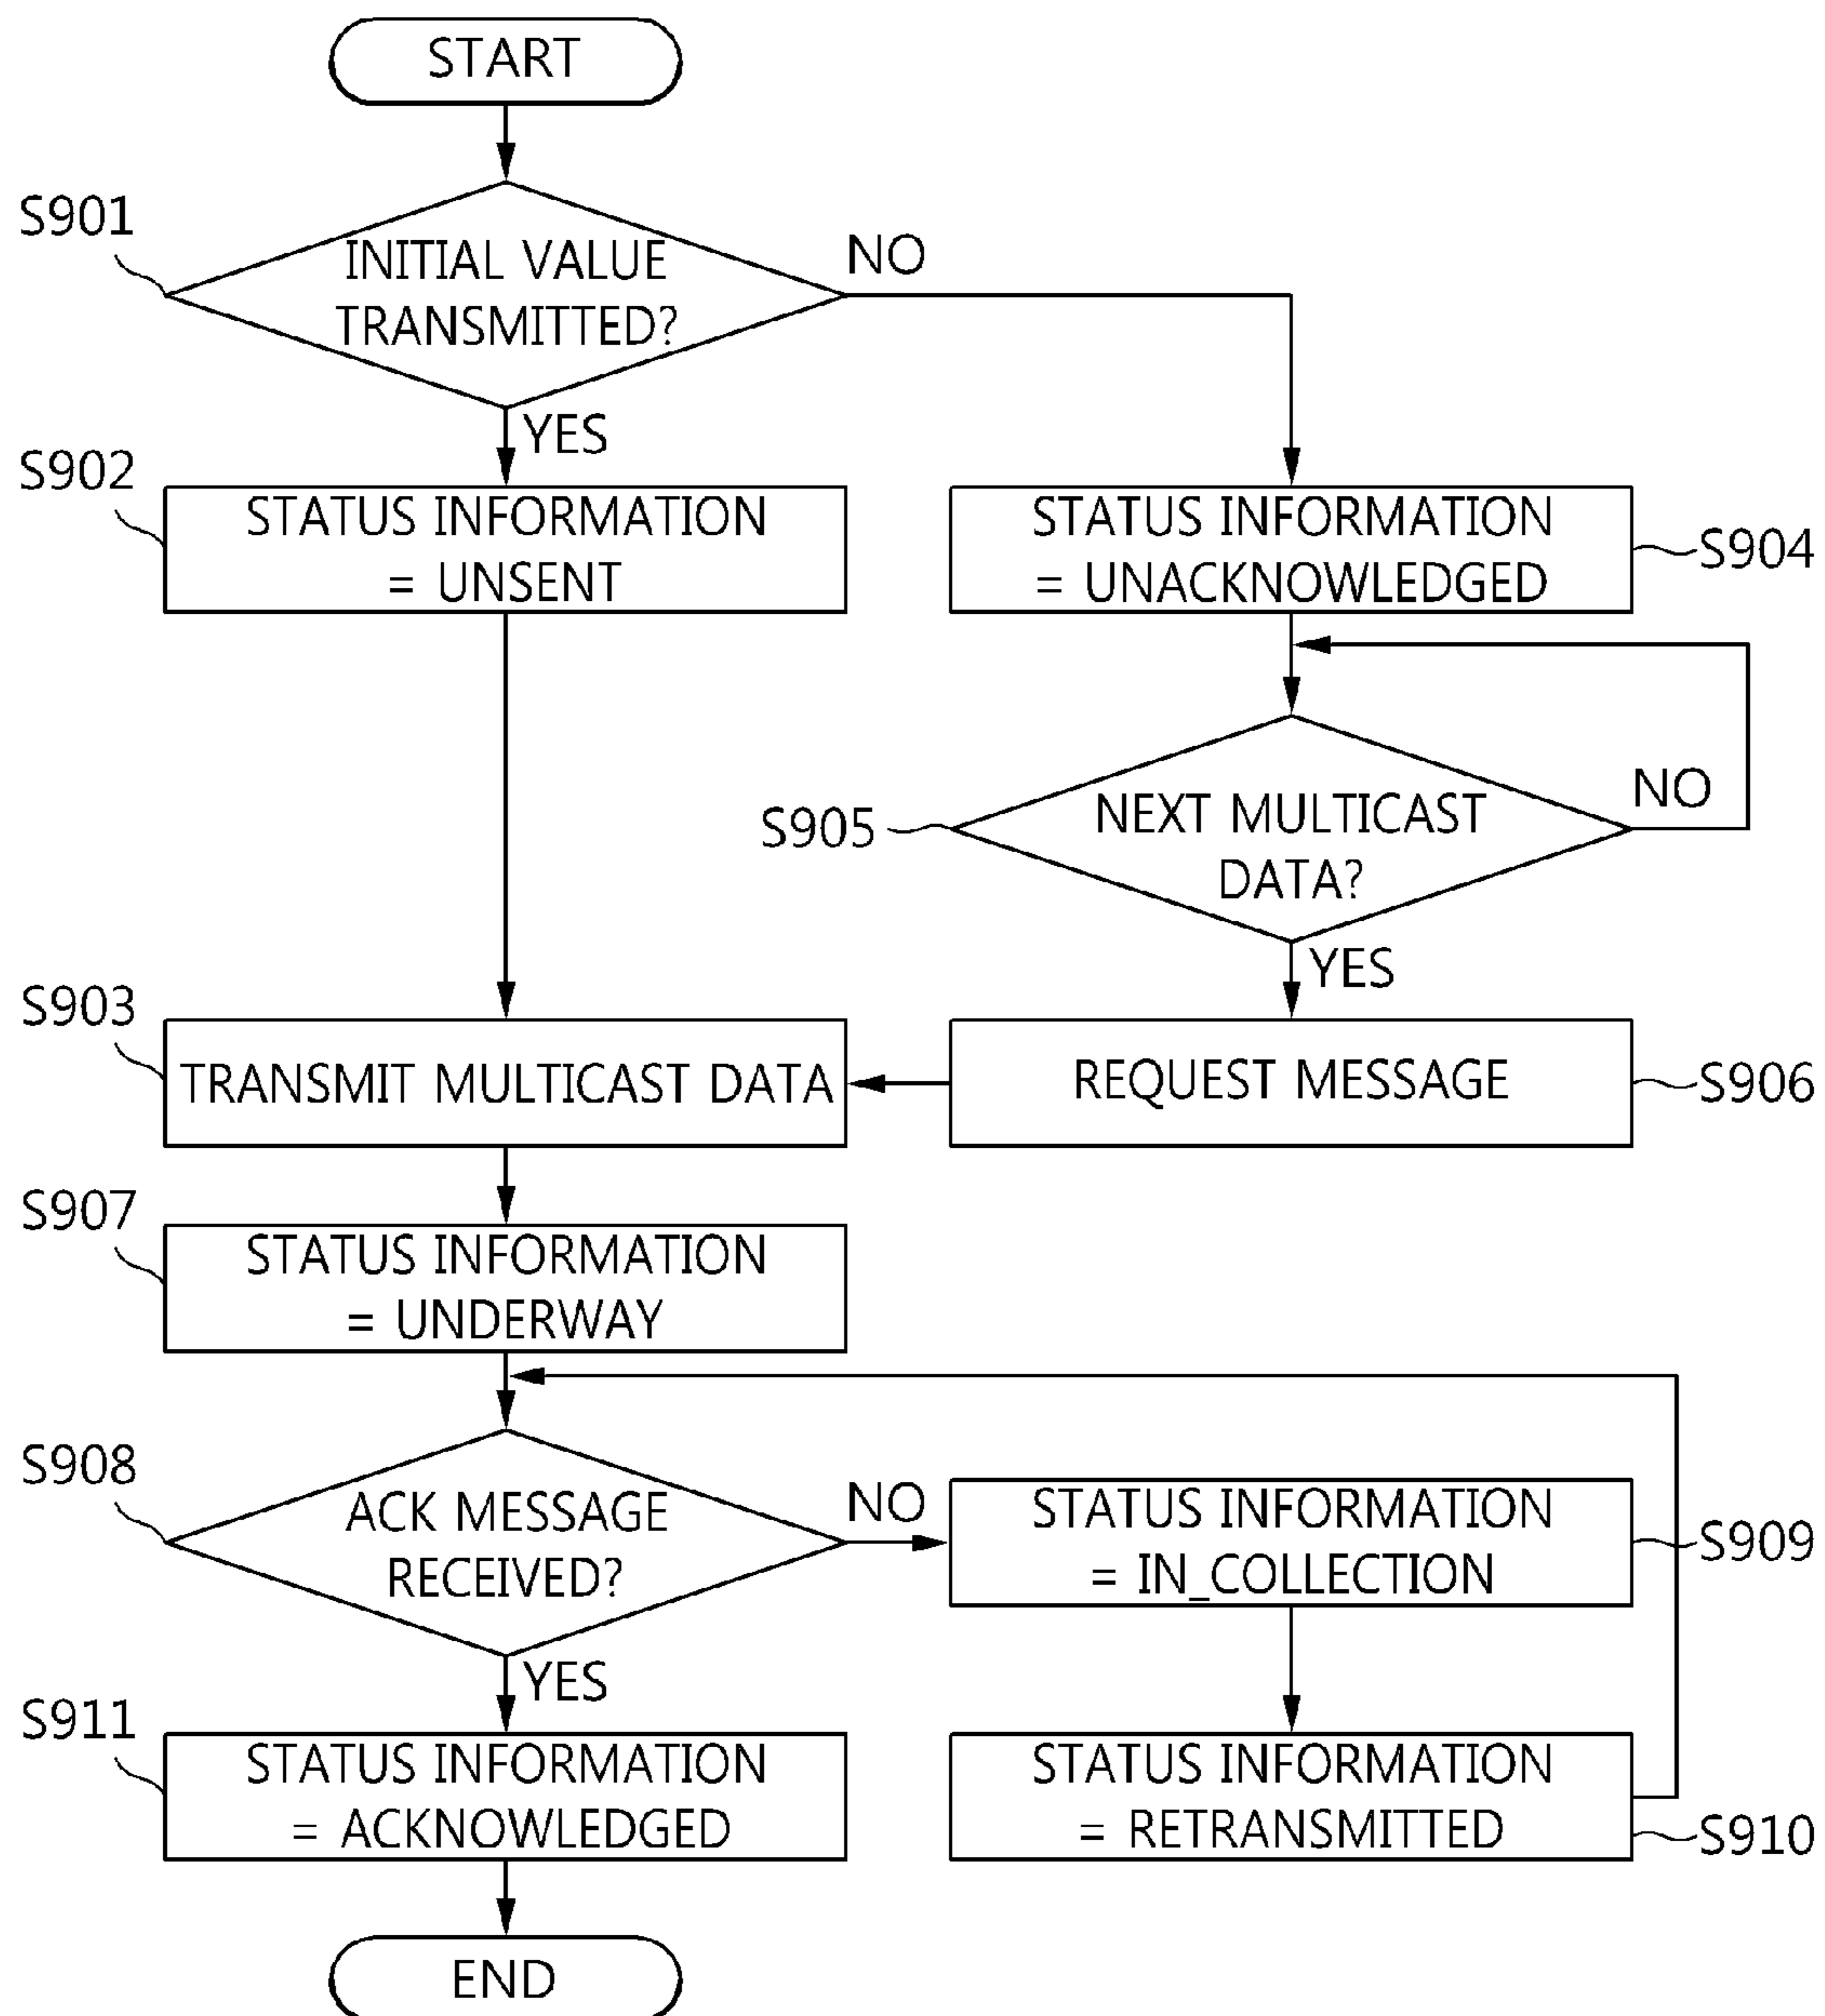 START
S901
INITIAL VALUE
TRANSMITTED?
NO
YES
S902
STATUS INFORMATION
= UNSENT
STATUS INFORMATION
= UNACKNOWLEDGED
S904
S905
NEXT MULTICAST
DATA?
NO
YES
S903
TRANSMIT MULTICAST DATA
REQUEST MESSAGE
S906
S907
STATUS INFORMATION
= UNDERWAY
S908
ACK MESSAGE
RECEIVED?
NO
STATUS INFORMATION
= IN_COLLECTION
S909
YES
S911
STATUS INFORMATION
= ACKNOWLEDGED
STATUS INFORMATION
= RETRANSMITTED
S910
END